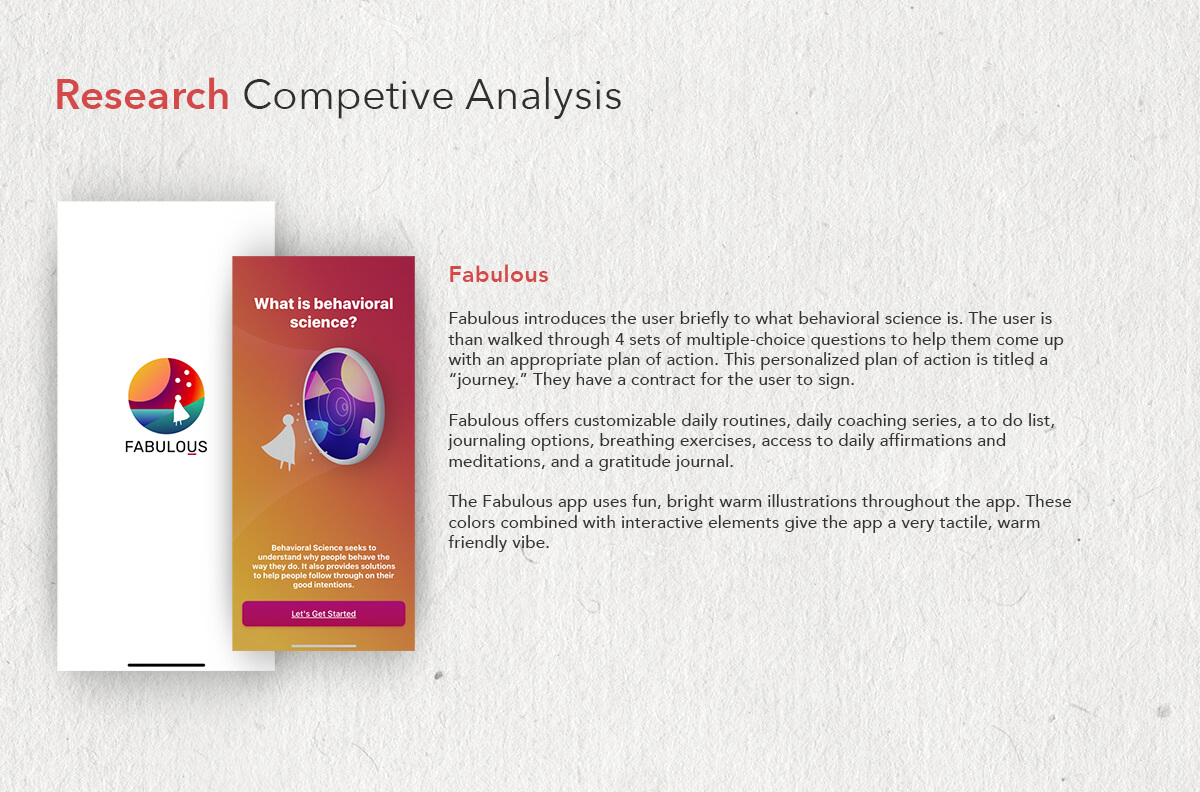 Research Competive Analysis
FABULOUS
What is behavioral
science?
Behavioral Science seeks to
understand why people behave the
way they do. It also provides solutions
to help people follow through on their
good intentions.
Let's Get Started
Fabulous
Fabulous introduces the user briefly to what behavioral science is. The user is
than walked through 4 sets of multiple-choice questions to help them come up
with an appropriate plan of action. This personalized plan of action is titled a
“journey.” They have a contract for the user to sign.
Fabulous offers customizable daily routines, daily coaching series, a to do list,
journaling options, breathing exercises, access to daily affirmations and
meditations, and a gratitude journal.
The Fabulous app uses fun, bright warm illustrations throughout the app. These
colors combined with interactive elements give the app a very tactile, warm
friendly vibe.